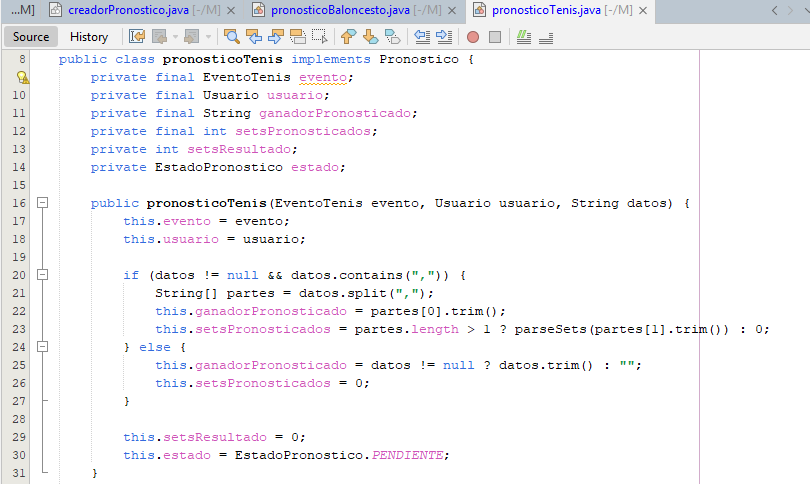 ...M] creadorPronostico.java [-/M] pronosticoBaloncesto.java [-/M] pronosticoTenis.java [-/M]
Source History
8 public class pronosticoTenis implements Pronostico {
private final EventoTenis evento;
10 private final Usuario usuario;
11 private final String ganadorPronosticado;
12 private final int setsPronosticados;
13 private int setsResultado;
14 private EstadoPronostico estado;
15
16 public pronosticoTenis(EventoTenis evento, Usuario usuario, String datos) {
17 this.evento = evento;
18 this.usuario = usuario;
19
20 if (datos != null && datos.contains(",")) {
21 String[] partes = datos.split(",");
22 this.ganadorPronosticado = partes[0].trim();
23 this.setsPronosticados = partes.length > 1 ? parseSets(partes[1].trim()) : 0;
24 } else {
25 this.ganadorPronosticado = datos != null ? datos.trim() : "";
26 this.setsPronosticados = 0;
27 }
28
29 this.setsResultado = 0;
30 this.estado = EstadoPronostico.PENDIENTE;
31 }